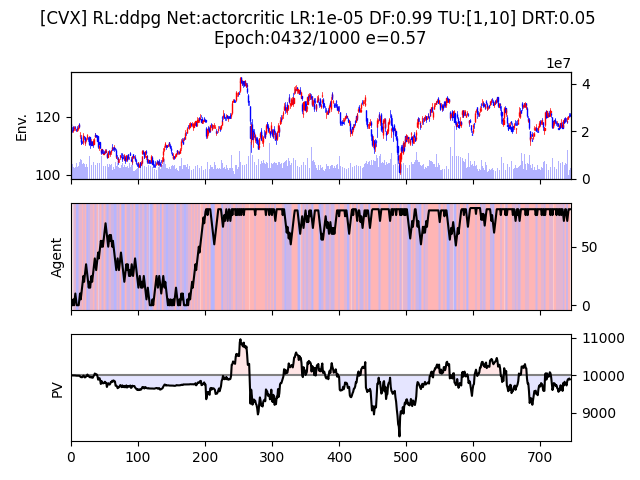 [CVX] RL:ddpg Net:actorcritic LR:1e-05 DF:0.99 TU:[1,10] DRT:0.05
Epoch:0432/1000 e=0.57
1e7
Env.
120
100
4
2
0
Agent
50
0
PV
11000
10000
9000
0 100 200 300 400 500 600 700